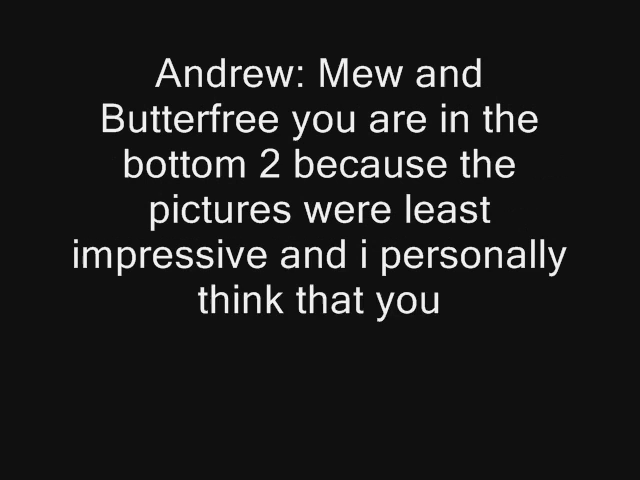 Andrew: Mew and
Butterfree you are in the
bottom 2 because the
pictures were least
impressive and i personally
think that you